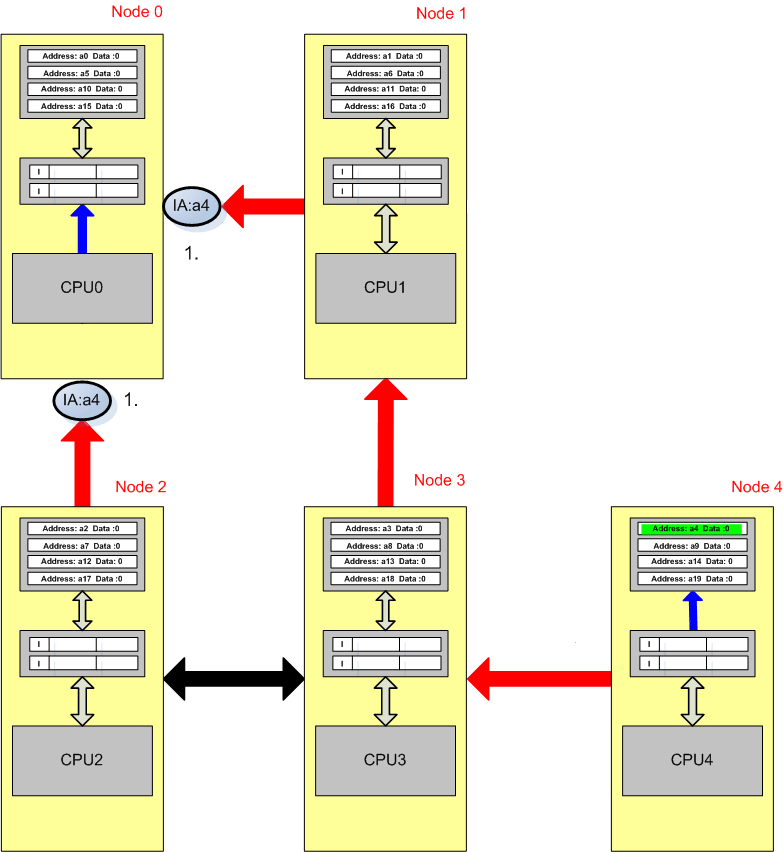 Node 0
Address: a0 Data :0
Address: a5 Data :0
Address: a10 Data: 0
Address: a15 Data :0
I
I
CPU0
Node 1
Address: a1 Data :0
Address: a6 Data :0
Address: a11 Data: 0
Address: a16 Data :0
I
I
CPU1
IA:a4
1.
IA:a4
1.
Node 2
Address: a2 Data :0
Address: a7 Data :0
Address: a12 Data :0
Address: a17 Data :0
I
I
CPU2
Node 3
Address: a3 Data :0
Address: a8 Data :0
Address: a13 Data :0
Address: a18 Data :0
I
I
CPU3
Node 4
Address: a4 Data :0
Address: a9 Data :0
Address: a14 Data :0
Address: a19 Data :0
I
I
CPU4